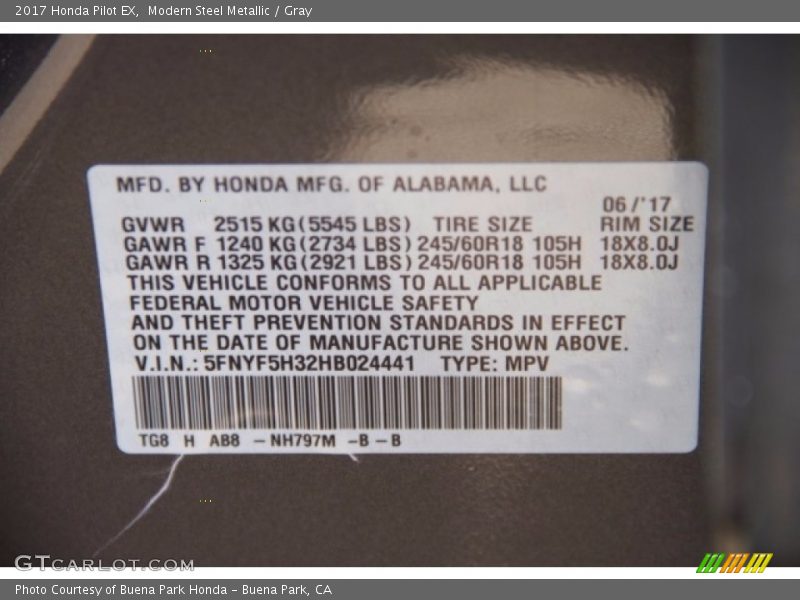 2017 Honda Pilot EX, Modern Steel Metallic / Gray
MFD. BY HONDA MFG. OF ALABAMA, LLC
06/'17
GVWR 2515 KG(5545 LBS) TIRE SIZE RIM SIZE
GAWR F 1240 KG(2734 LBS) 245/60R18 105H 18X8.0J
GAWR R 1325 KG(2921 LBS) 245/60R18 105H 18X8.0J
THIS VEHICLE CONFORMS TO ALL APPLICABLE
FEDERAL MOTOR VEHICLE SAFETY
AND THEFT PREVENTION STANDARDS IN EFFECT
ON THE DATE OF MANUFACTURE SHOWN ABOVE.
V.I.N.: 5FNYF5H32HB024441 TYPE: MPV
TG8 H AB8 -NH797M -B-B
GTCARLOT.COM
Photo Courtesy of Buena Park Honda - Buena Park, CA